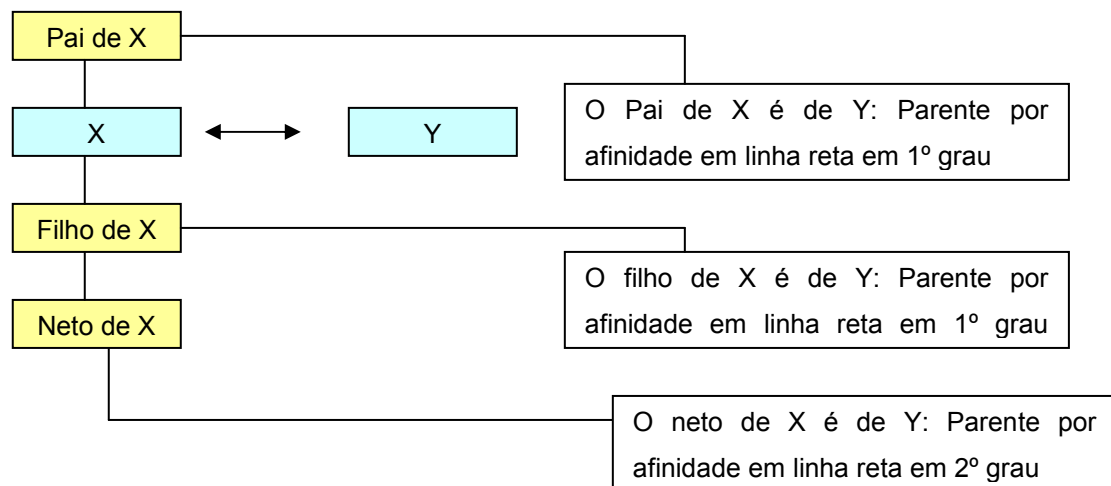 Pai de X
X
Y
O Pai de X é de Y: Parente por
afinidade em linha reta em 1º grau
Filho de X
O filho de X é de Y: Parente por
afinidade em linha reta em 1º grau
Neto de X
O neto de X é de Y: Parente por
afinidade em linha reta em 2º grau